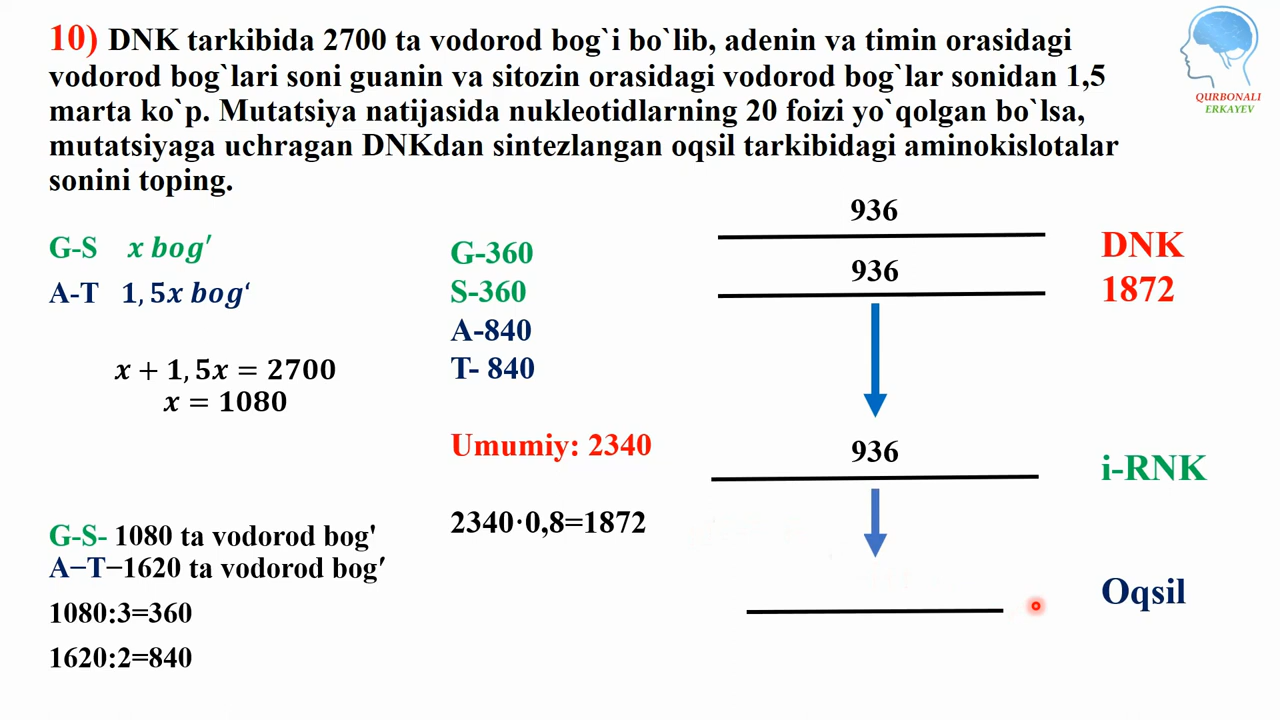 10) DNK tarkibida 2700 ta vodorod bog`i bo`lib, adenin va timin orasidagi
vodorod bog`lari soni guanin va sitozin orasidagi vodorod bog`lar sonidan 1,5
marta ko`p. Mutatsiya natijasida nukleotidlarning 20 foizi yo`qolgan bo`lsa,
mutatsiyaga uchragan DNKdan sintezlangan oqsil tarkibidagi aminokislotalar
sonini toping.
QURBONALI
ERKAYEV
G-S x bog′
A-T 1,5x bog‘
x + 1,5x = 2700
x = 1080
G-S- 1080 ta vodorod bog'
A−T−1620 ta vodorod bog′
1080:3=360
1620:2=840
G-360
S-360
A-840
T- 840
Umumiy: 2340
2340·0,8=1872
936
936
DNK
1872
936
i-RNK
Oqsil